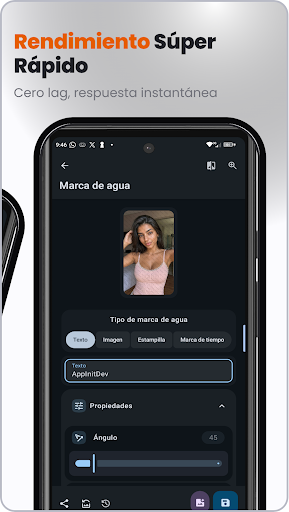 Rendimiento Súper
Rápido
Cero lag, respuesta instantánea
9:46
Marca de agua
Tipo de marca de agua
Texto
Imagen
Estampilla
Marca de tiempo
Texto
AppInitDev
Propiedades
Ángulo
45